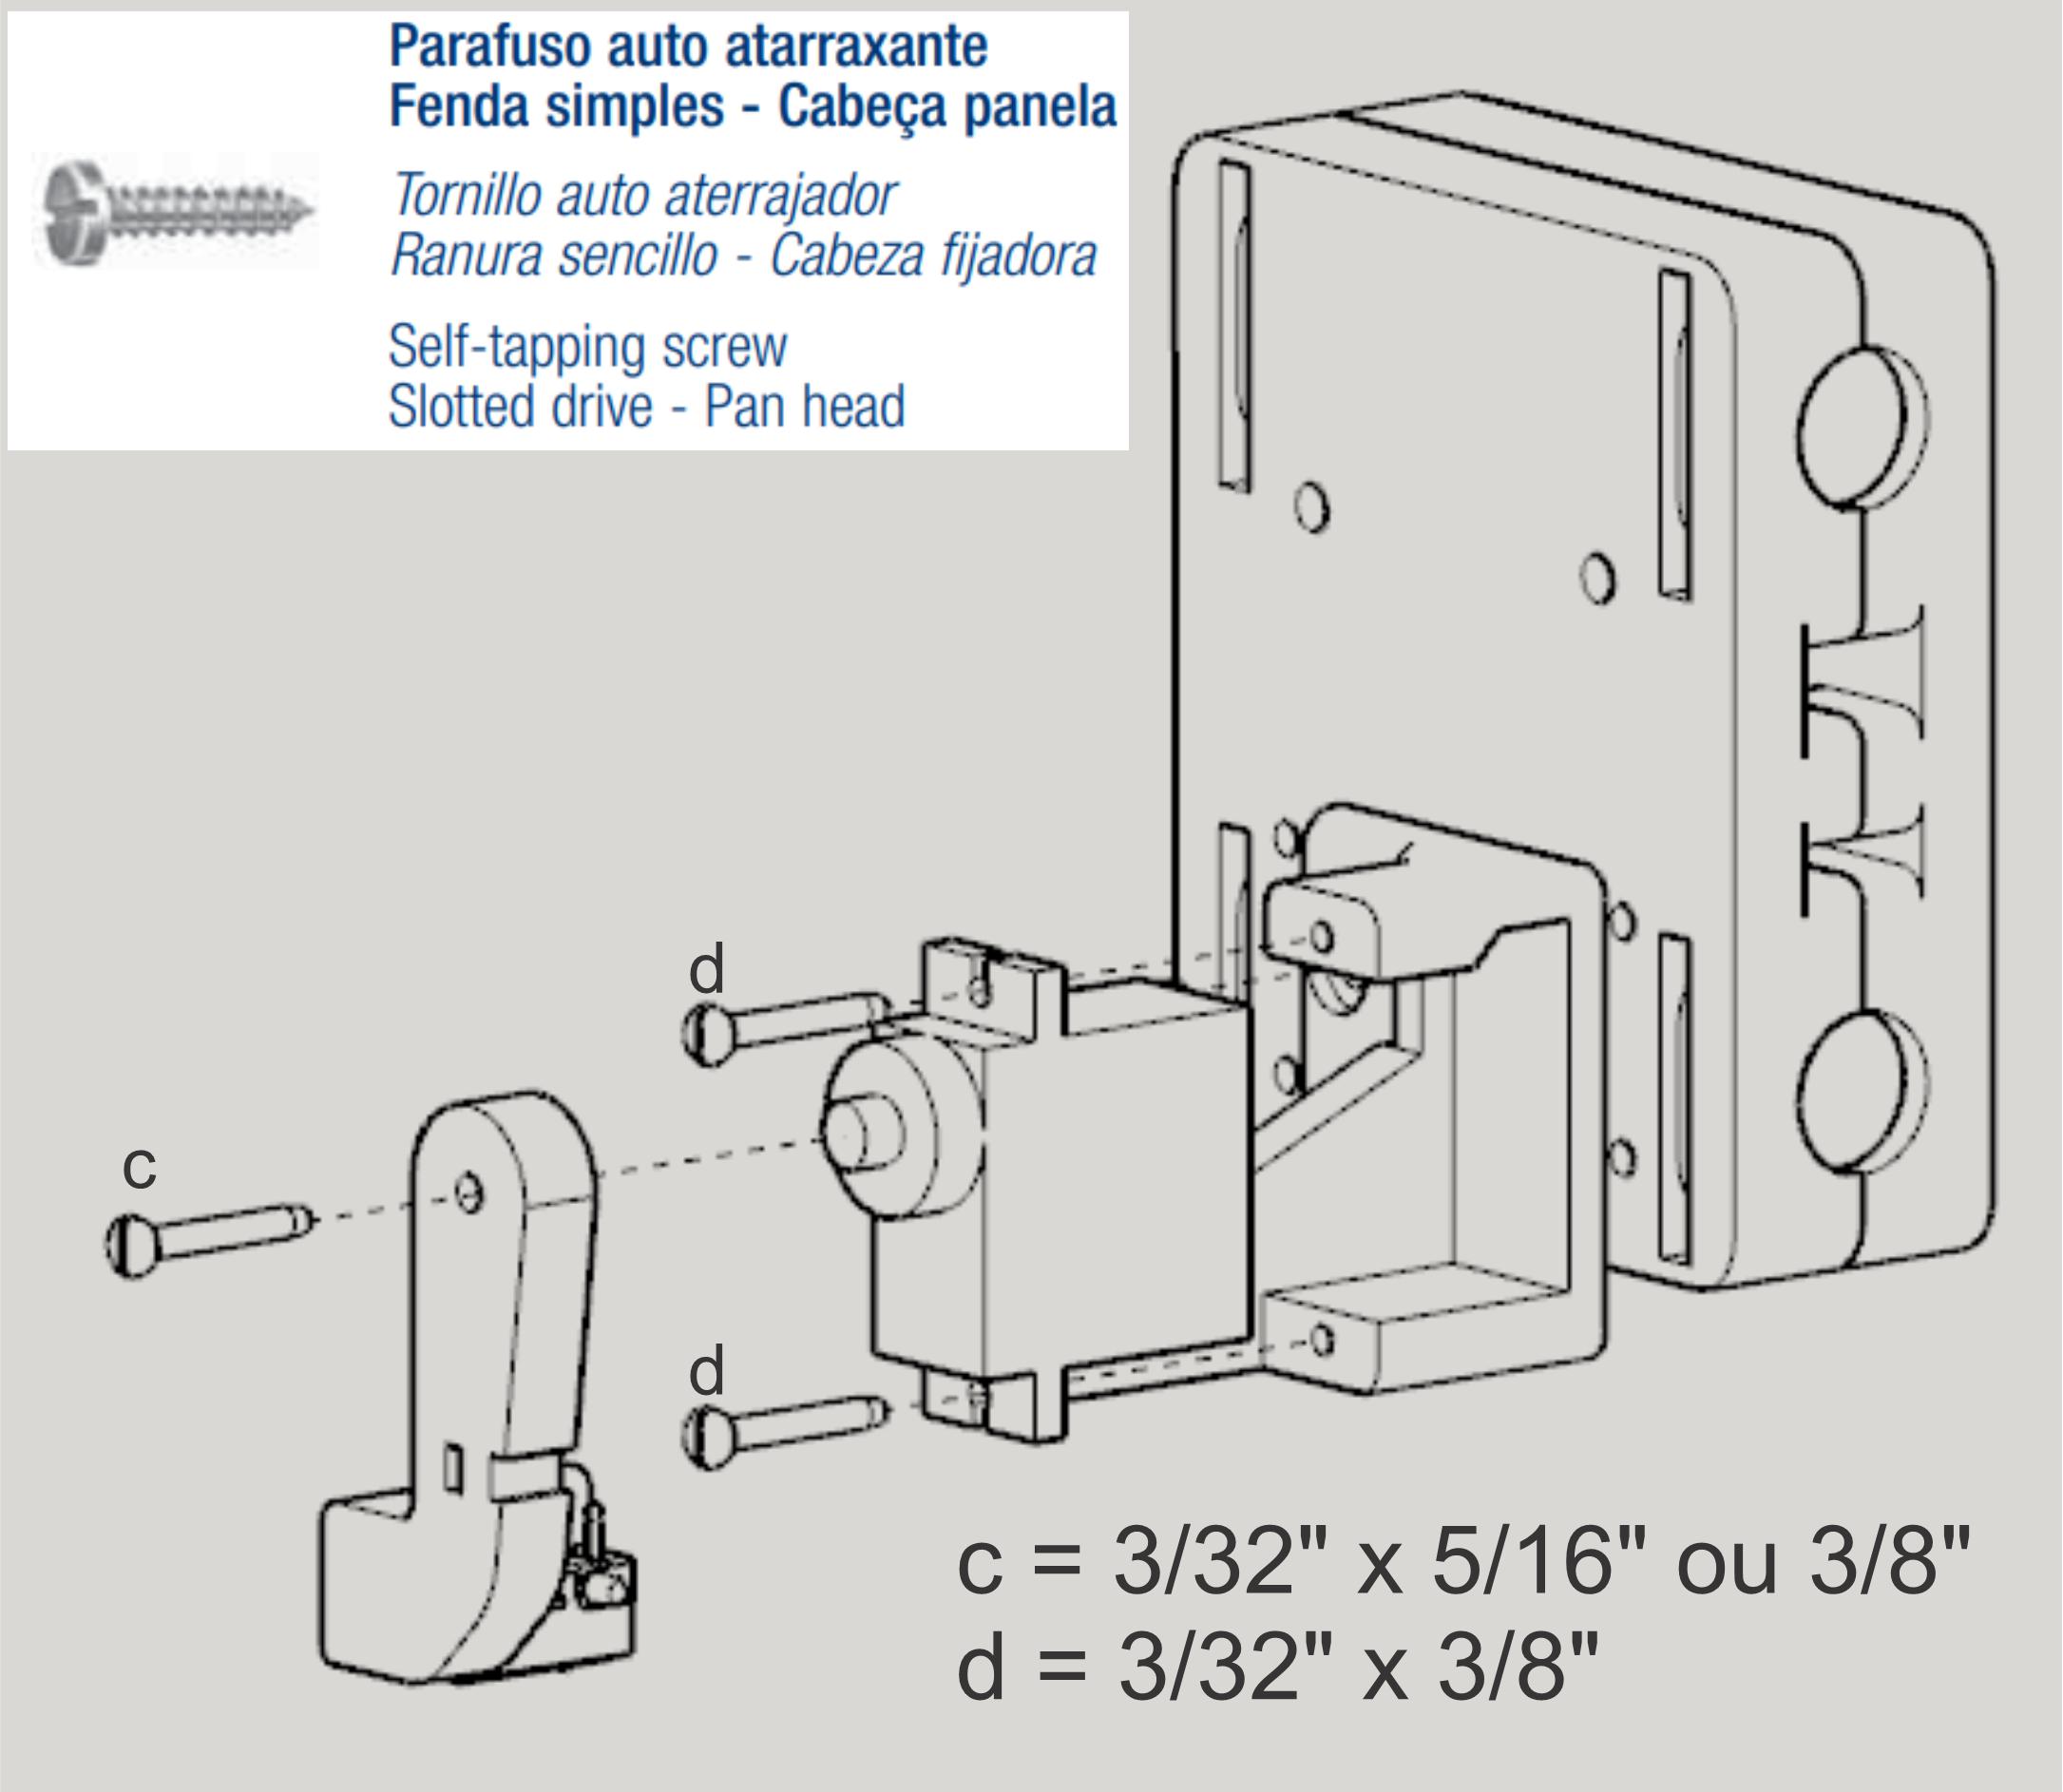 Parafuso auto atarraxante
Fenda simples - Cabeça panela
Tornillo auto aterrajador
Ranura sencillo - Cabeza fijadora
Self-tapping screw
Slotted drive - Pan head
d
c
d
c = 3/32" x 5/16" ou 3/8"
d = 3/32" x 3/8"